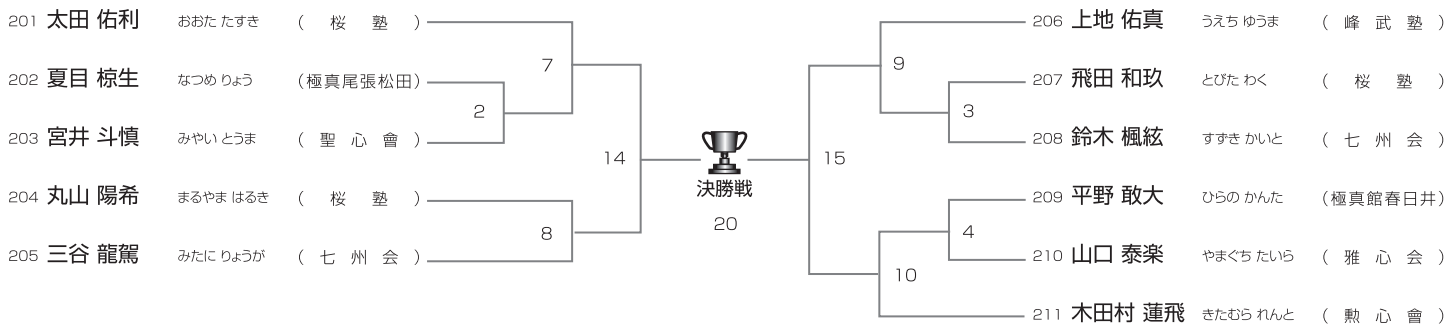 201 太田 佑利 おおた たすき （ 桜 塾 ）
202 夏目 椋生 なつめ りょう （極真尾張松田）
203 宮井 斗慎 みやい とうま （ 聖 心 會 ）
204 丸山 陽希 まるやま はるき （ 桜 塾 ）
205 三谷 龍駕 みたに りょうが （ 七 州 会 ）
7
2
14
8
決勝戦
20
9
3
15
4
10
206 上地 佑真 うえち ゆうま （ 峰 武 塾 ）
207 飛田 和玖 とびた わく （ 桜 塾 ）
208 鈴木 楓絃 すずき かいと （ 七 州 会 ）
209 平野 敢大 ひらの かんた （極真館春日井）
210 山口 泰楽 やまぐち たいら （ 雅 心 会 ）
211 木田村 蓮飛 きたむら れんと （ 勲 心 會 ）